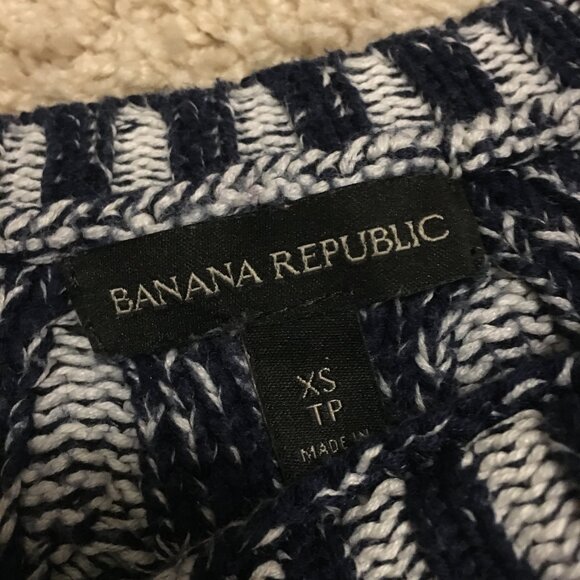 BANANA REPUBLIC
XS
TP
MADE IN